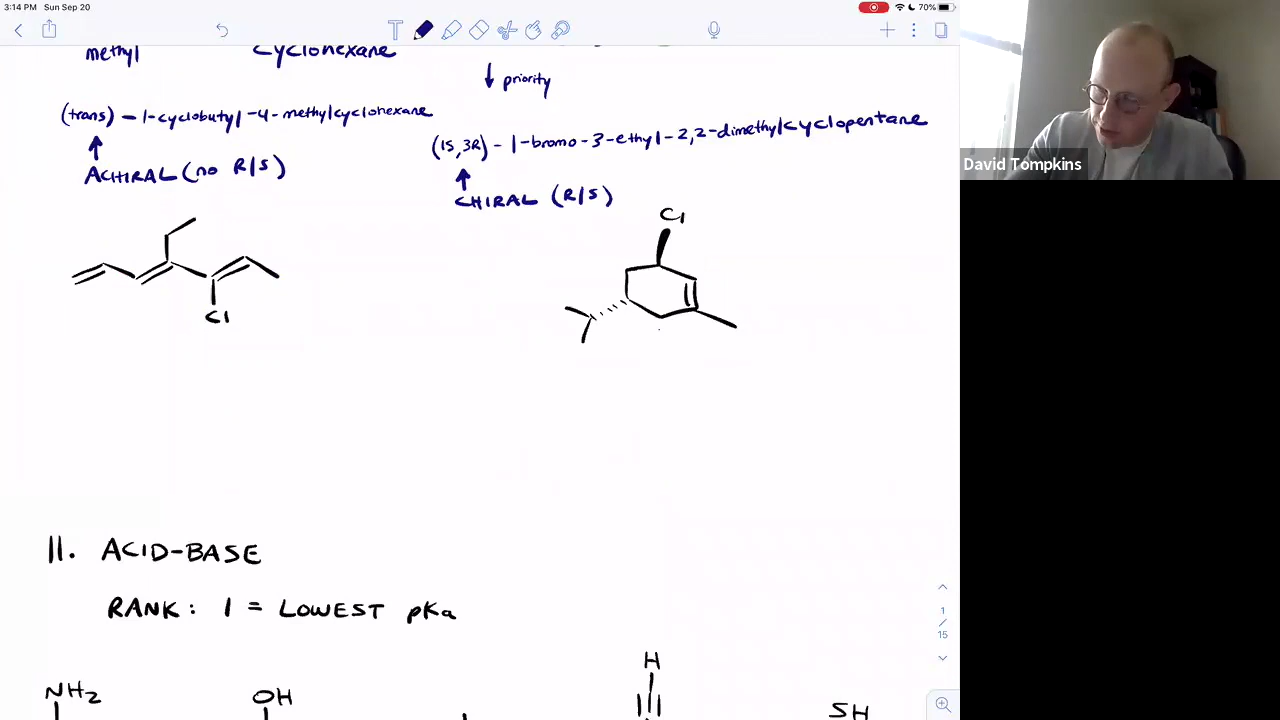 3:14 PM Sun Sep 20
70%
methyl
cyclohexane
↓ priority
(trans) - 1-cyclobutyl-4-methylcyclohexane
(1S, 3R) - 1-bromo-3-ethyl-2,2-dimethylcyclopentane
ACHIRAL (no R/S)
CHIRAL (R/S)
David Tompkins
Cl
Cl
II. ACID-BASE
RANK: 1 = LOWEST pKa
1
/
15
H
NH2
OH
SH